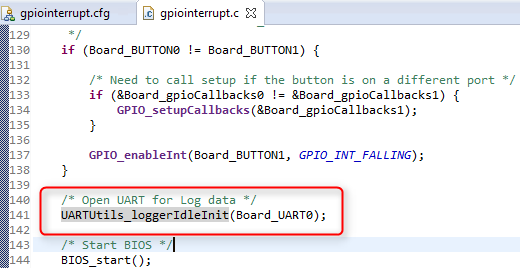 gpiointerrupt.cfg gpiointerrupt.c
129 */
130 if (Board_BUTTON0 != Board_BUTTON1) {
131
132 /* Need to call setup if the button is on a different port */
133 if (&Board_gpioCallbacks0 != &Board_gpioCallbacks1) {
134 GPIO_setupCallbacks(&Board_gpioCallbacks1);
135 }
136
137 GPIO_enableInt(Board_BUTTON1, GPIO_INT_FALLING);
138 }
139
140 /* Open UART for Log data */
141 UARTUtils_loggerIdleInit(Board_UART0);
142
143 /* Start BIOS */
144 BIOS_start();